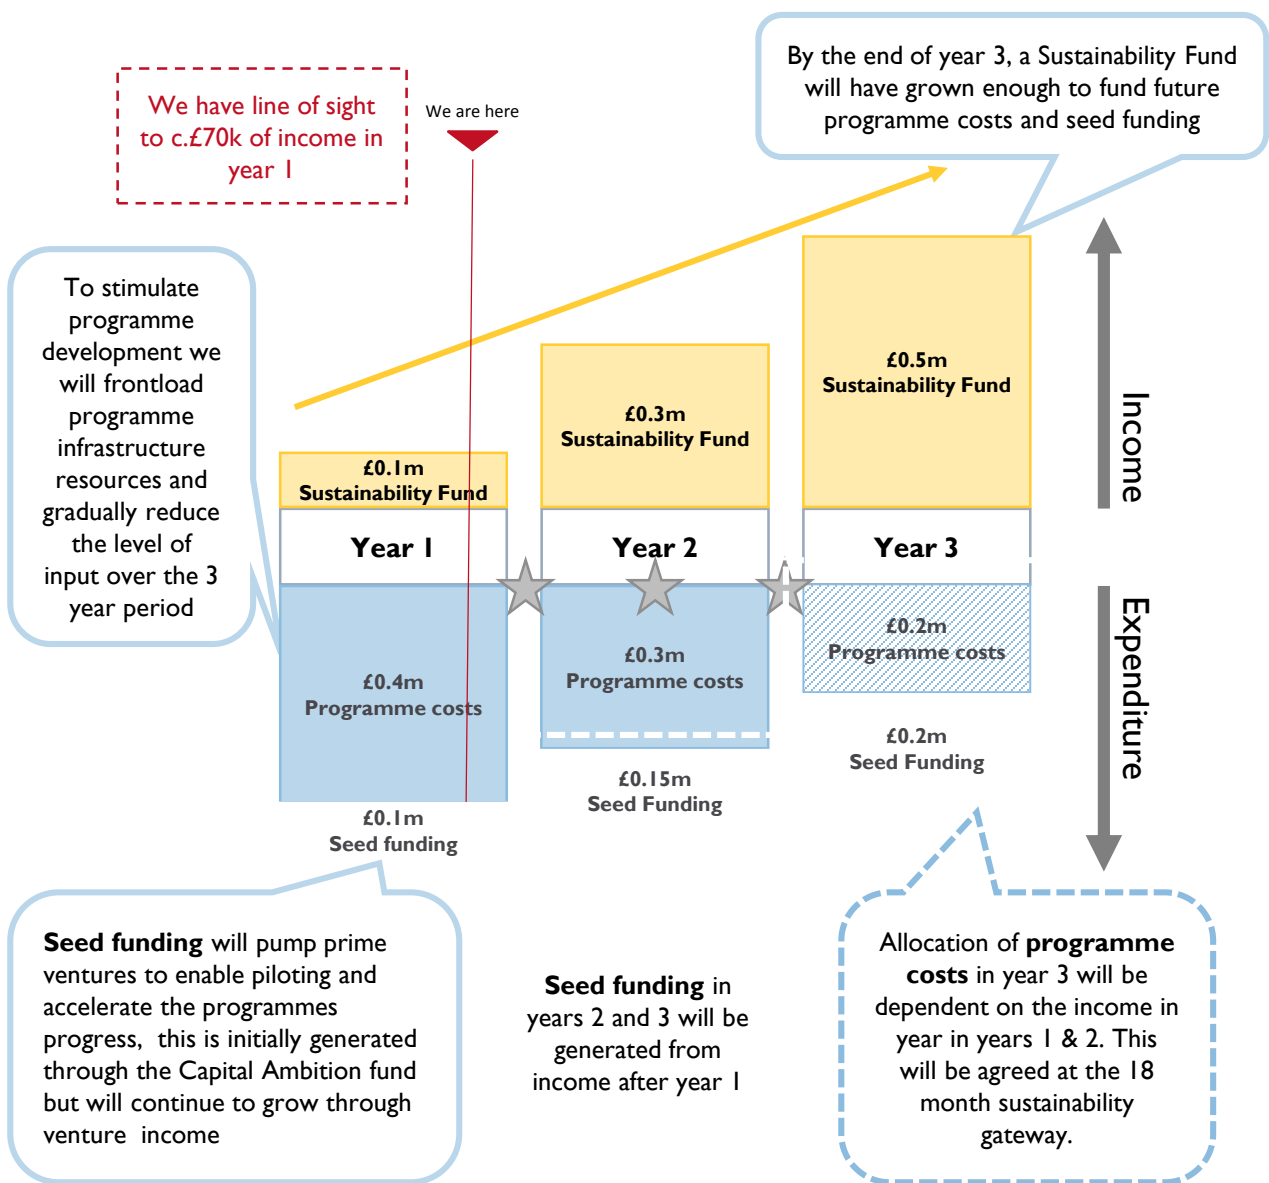 By the end of year 3, a Sustainability Fund
will have grown enough to fund future
programme costs and seed funding
We have line of sight
to c.£70k of income in
year 1
We are here
To stimulate
programme
development we
will frontload
programme
infrastructure
resources and
gradually reduce
the level of
input over the 3
year period
£0.1m
Sustainability Fund
£0.3m
Sustainability Fund
£0.5m
Sustainability Fund
Income
Year 1
Year 2
Year 3
Expenditure
£0.4m
Programme costs
£0.3m
Programme costs
£0.2m
Programme costs
£0.1m
Seed funding
£0.15m
Seed Funding
£0.2m
Seed Funding
Seed funding will pump prime
ventures to enable piloting and
accelerate the programmes
progress, this is initially generated
through the Capital Ambition fund
but will continue to grow through
venture income
Seed funding in
years 2 and 3 will be
generated from
income after year 1
Allocation of programme
costs in year 3 will be
dependent on the income in
year in years 1 & 2. This
will be agreed at the 18
month sustainability
gateway.